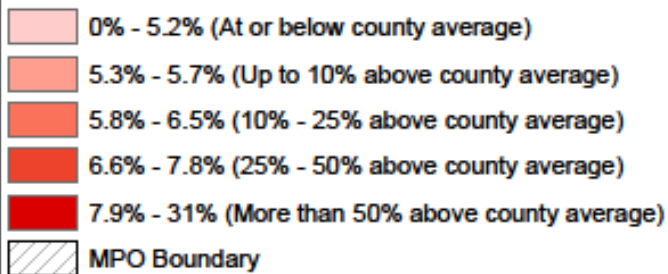 0% - 5.2% (At or below county average)
5.3% - 5.7% (Up to 10% above county average)
5.8% - 6.5% (10% - 25% above county average)
6.6% - 7.8% (25% - 50% above county average)
7.9% - 31% (More than 50% above county average)
MPO Boundary